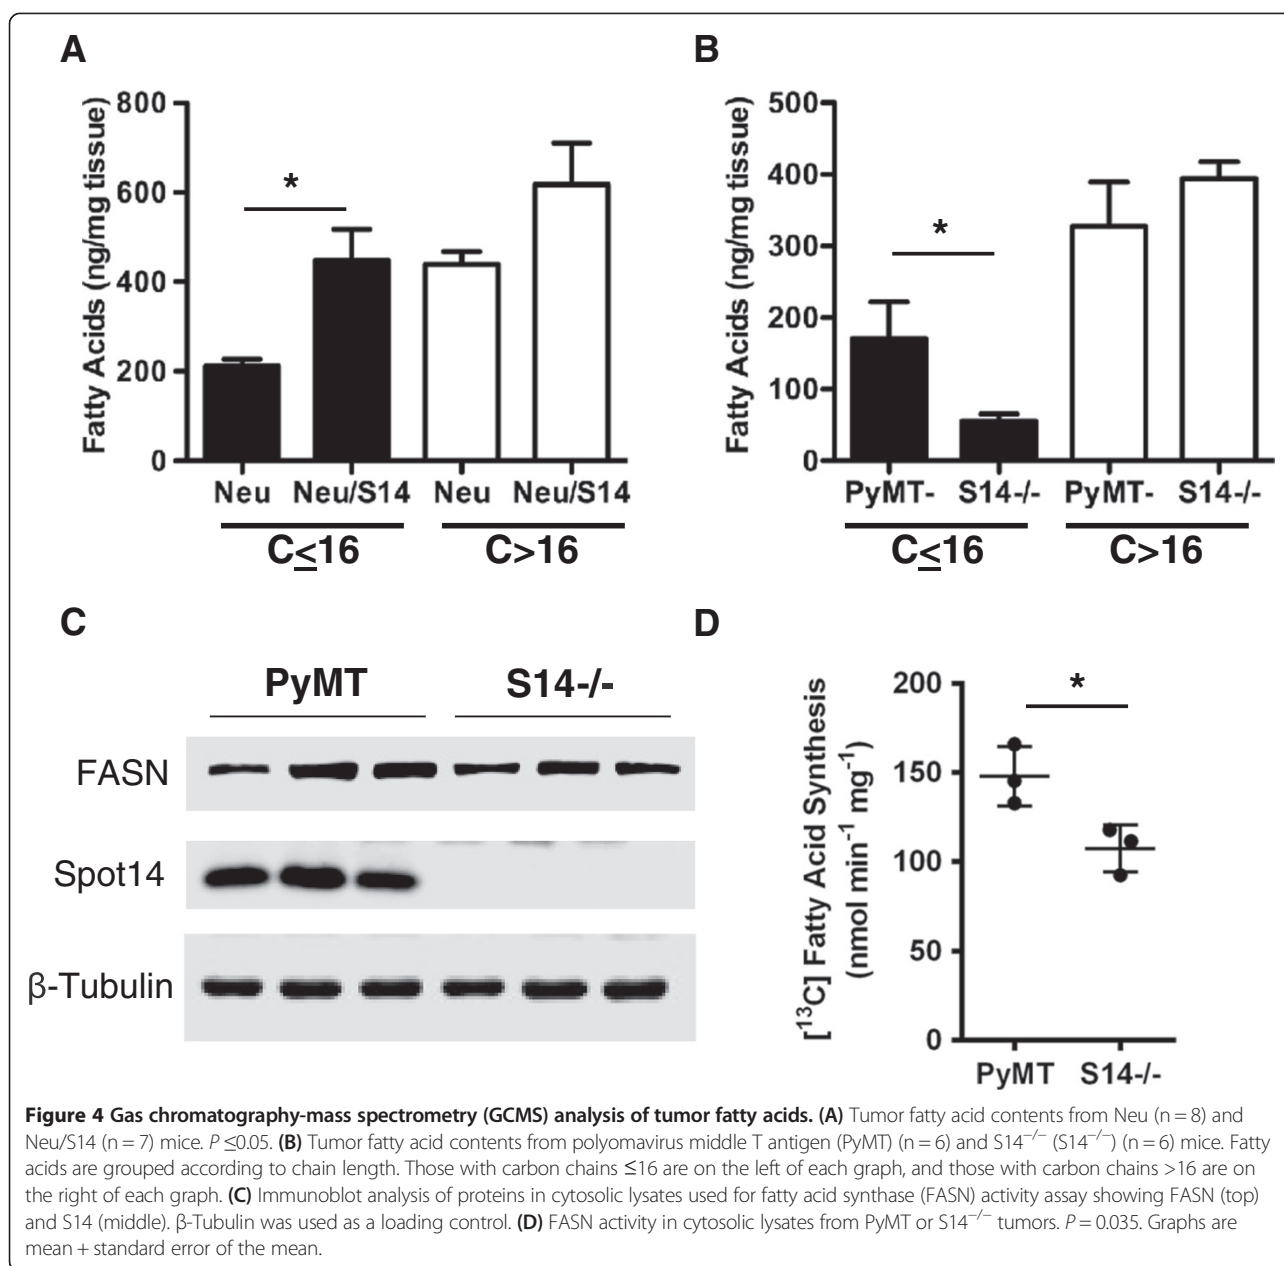 A
Fatty Acids (ng/mg tissue)
800
600
400
200
0
*
Neu
Neu/S14
Neu
Neu/S14
C≤16
C>16
B
Fatty Acids (ng/mg tissue)
500
400
300
200
100
0
*
PyMT-
S14-/-
PyMT-
S14-/-
C≤16
C>16
C
PyMT
S14-/-
FASN
Spot14
β-Tubulin
D
[¹³C] Fatty Acid Synthesis
(nmol min⁻¹ mg⁻¹)
200
150
100
50
0
*
PyMT
S14-/-
Figure 4 Gas chromatography-mass spectrometry (GCMS) analysis of tumor fatty acids. (A) Tumor fatty acid contents from Neu (n = 8) and
Neu/S14 (n = 7) mice. P ≤0.05. (B) Tumor fatty acid contents from polyomavirus middle T antigen (PyMT) (n = 6) and S14⁻/⁻ (S14⁻/⁻) (n = 6) mice. Fatty
acids are grouped according to chain length. Those with carbon chains ≤16 are on the left of each graph, and those with carbon chains >16 are on
the right of each graph. (C) Immunoblot analysis of proteins in cytosolic lysates used for fatty acid synthase (FASN) activity assay showing FASN (top)
and S14 (middle). β-Tubulin was used as a loading control. (D) FASN activity in cytosolic lysates from PyMT or S14⁻/⁻ tumors. P = 0.035. Graphs are
mean + standard error of the mean.